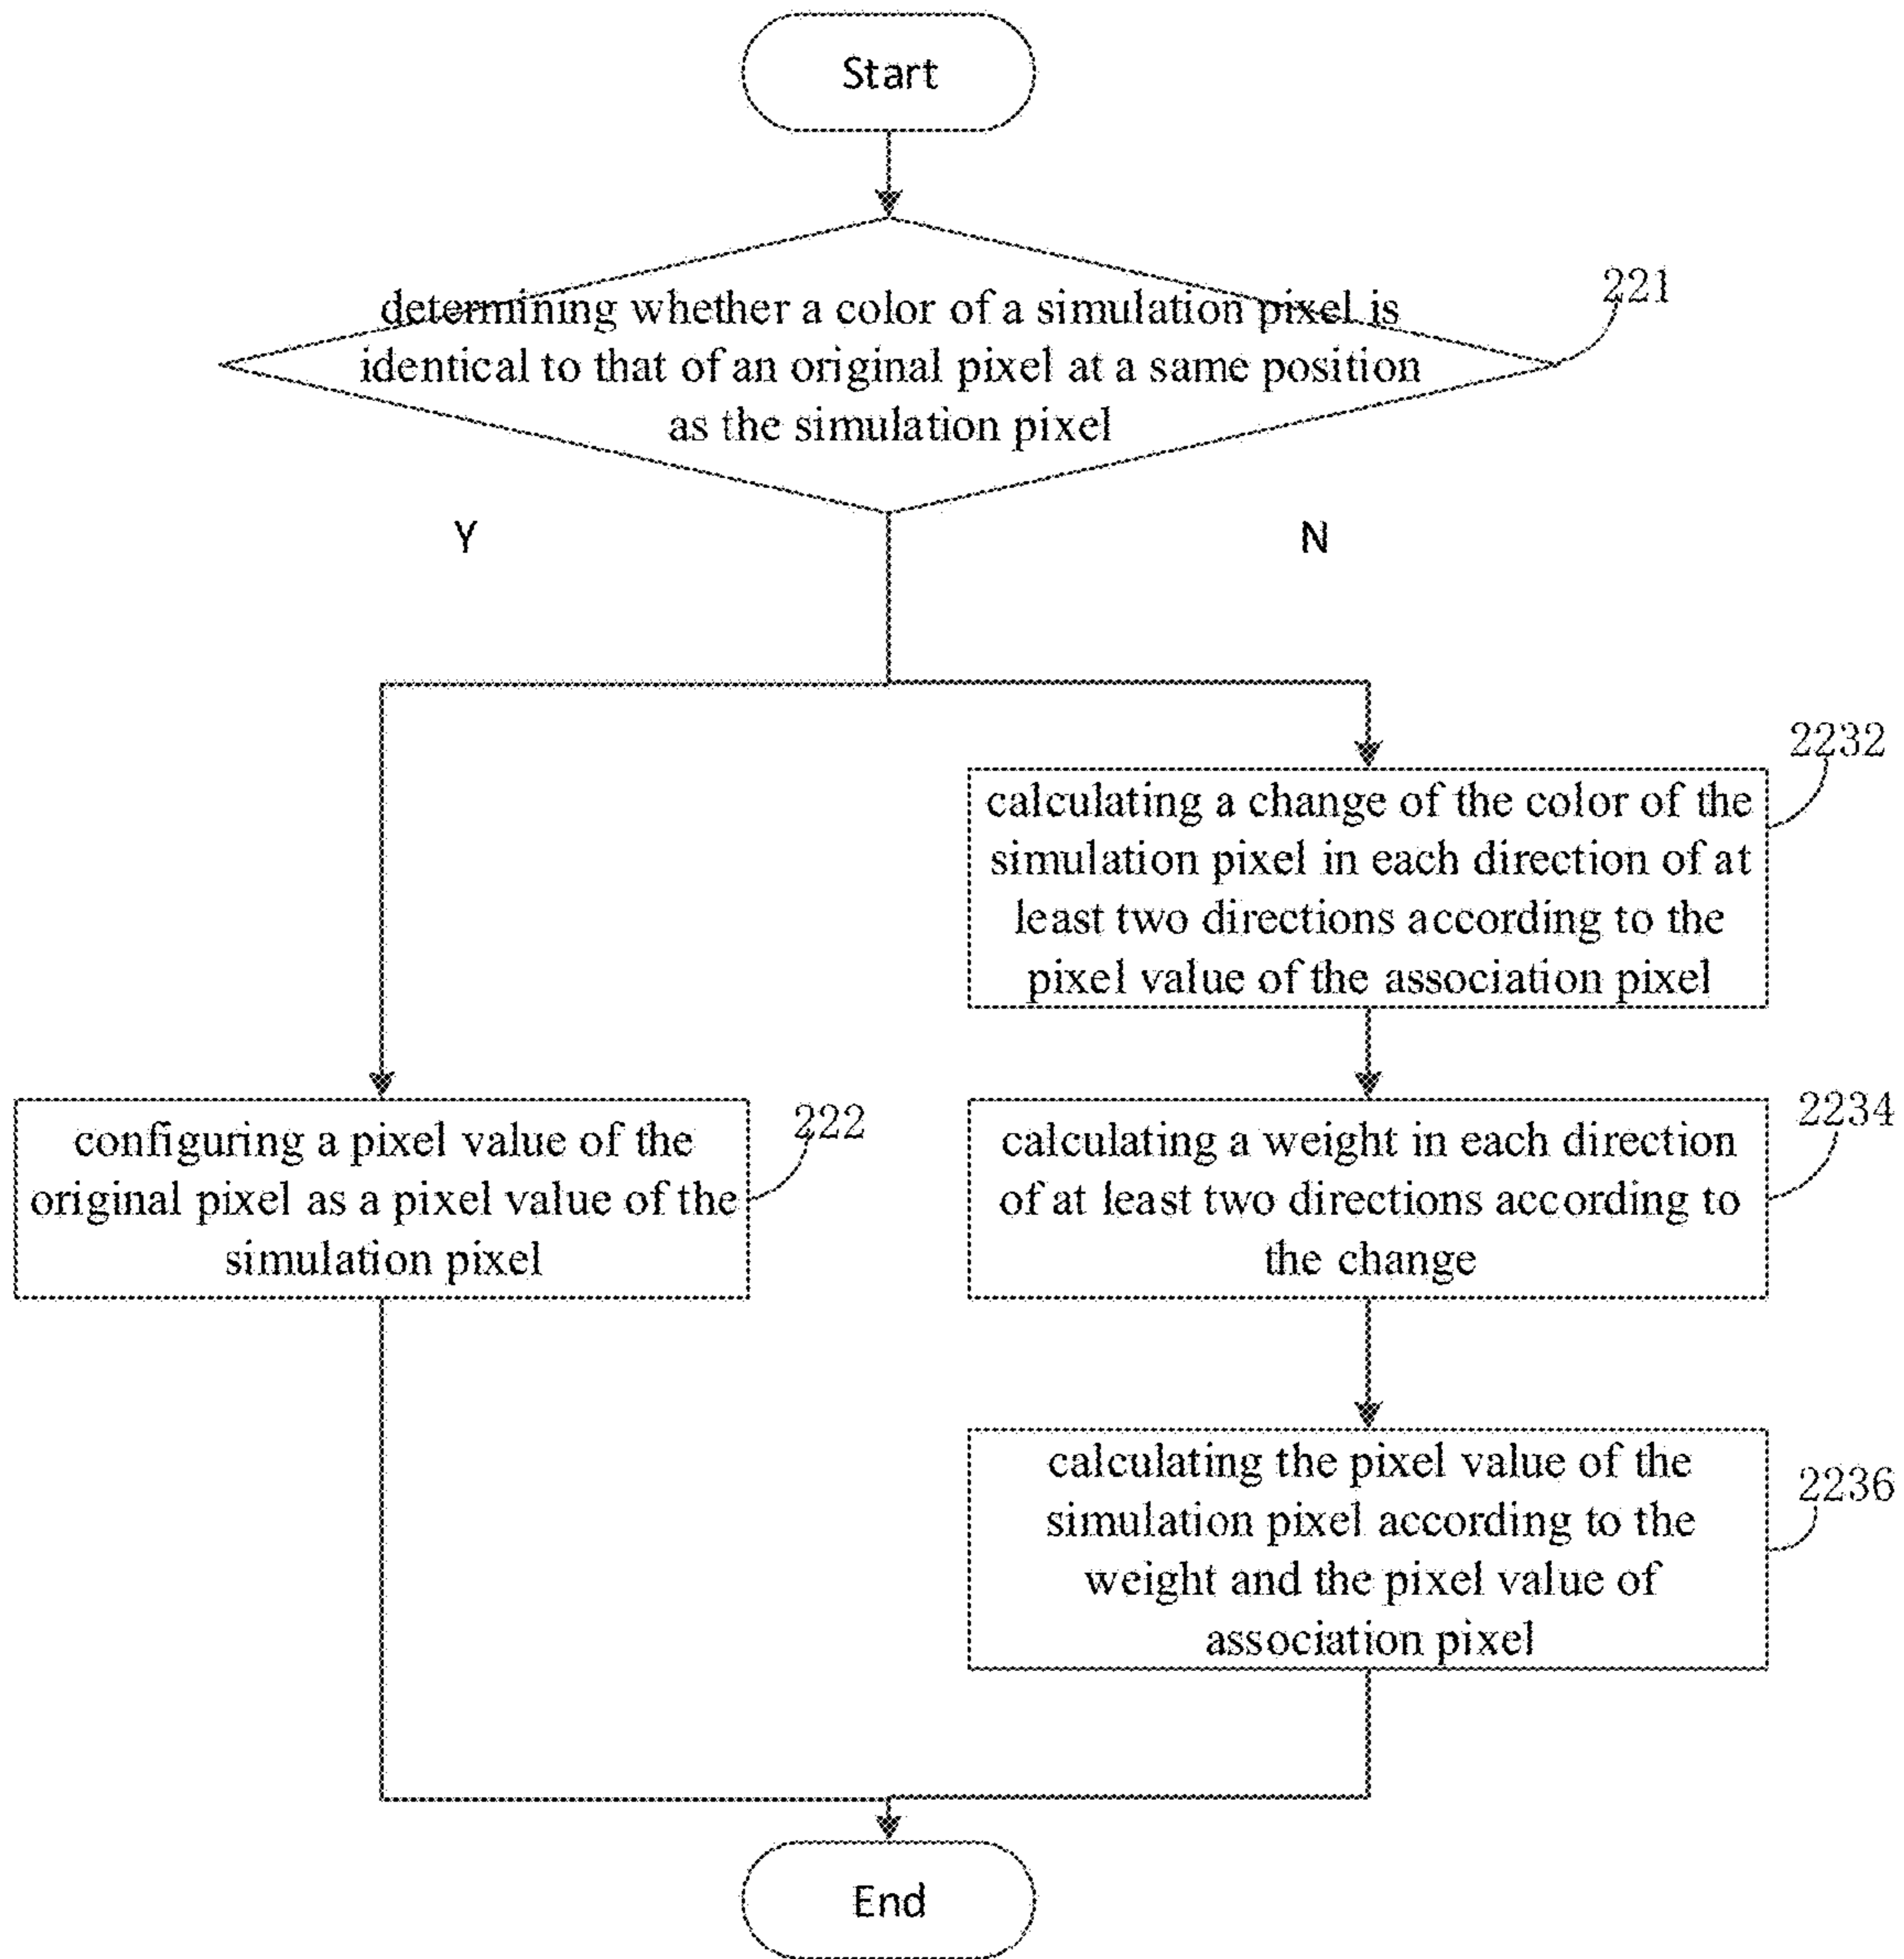 Start
determining whether a color of a simulation pixel is
identical to that of an original pixel at a same position
as the simulation pixel
221
Y
N
2232
calculating a change of the color of the
simulation pixel in each direction of at
least two directions according to the
pixel value of the association pixel
configuring a pixel value of the
original pixel as a pixel value of the
simulation pixel
222
calculating a weight in each direction
of at least two directions according to
the change
2234
calculating the pixel value of the
simulation pixel according to the
weight and the pixel value of
association pixel
2236
End